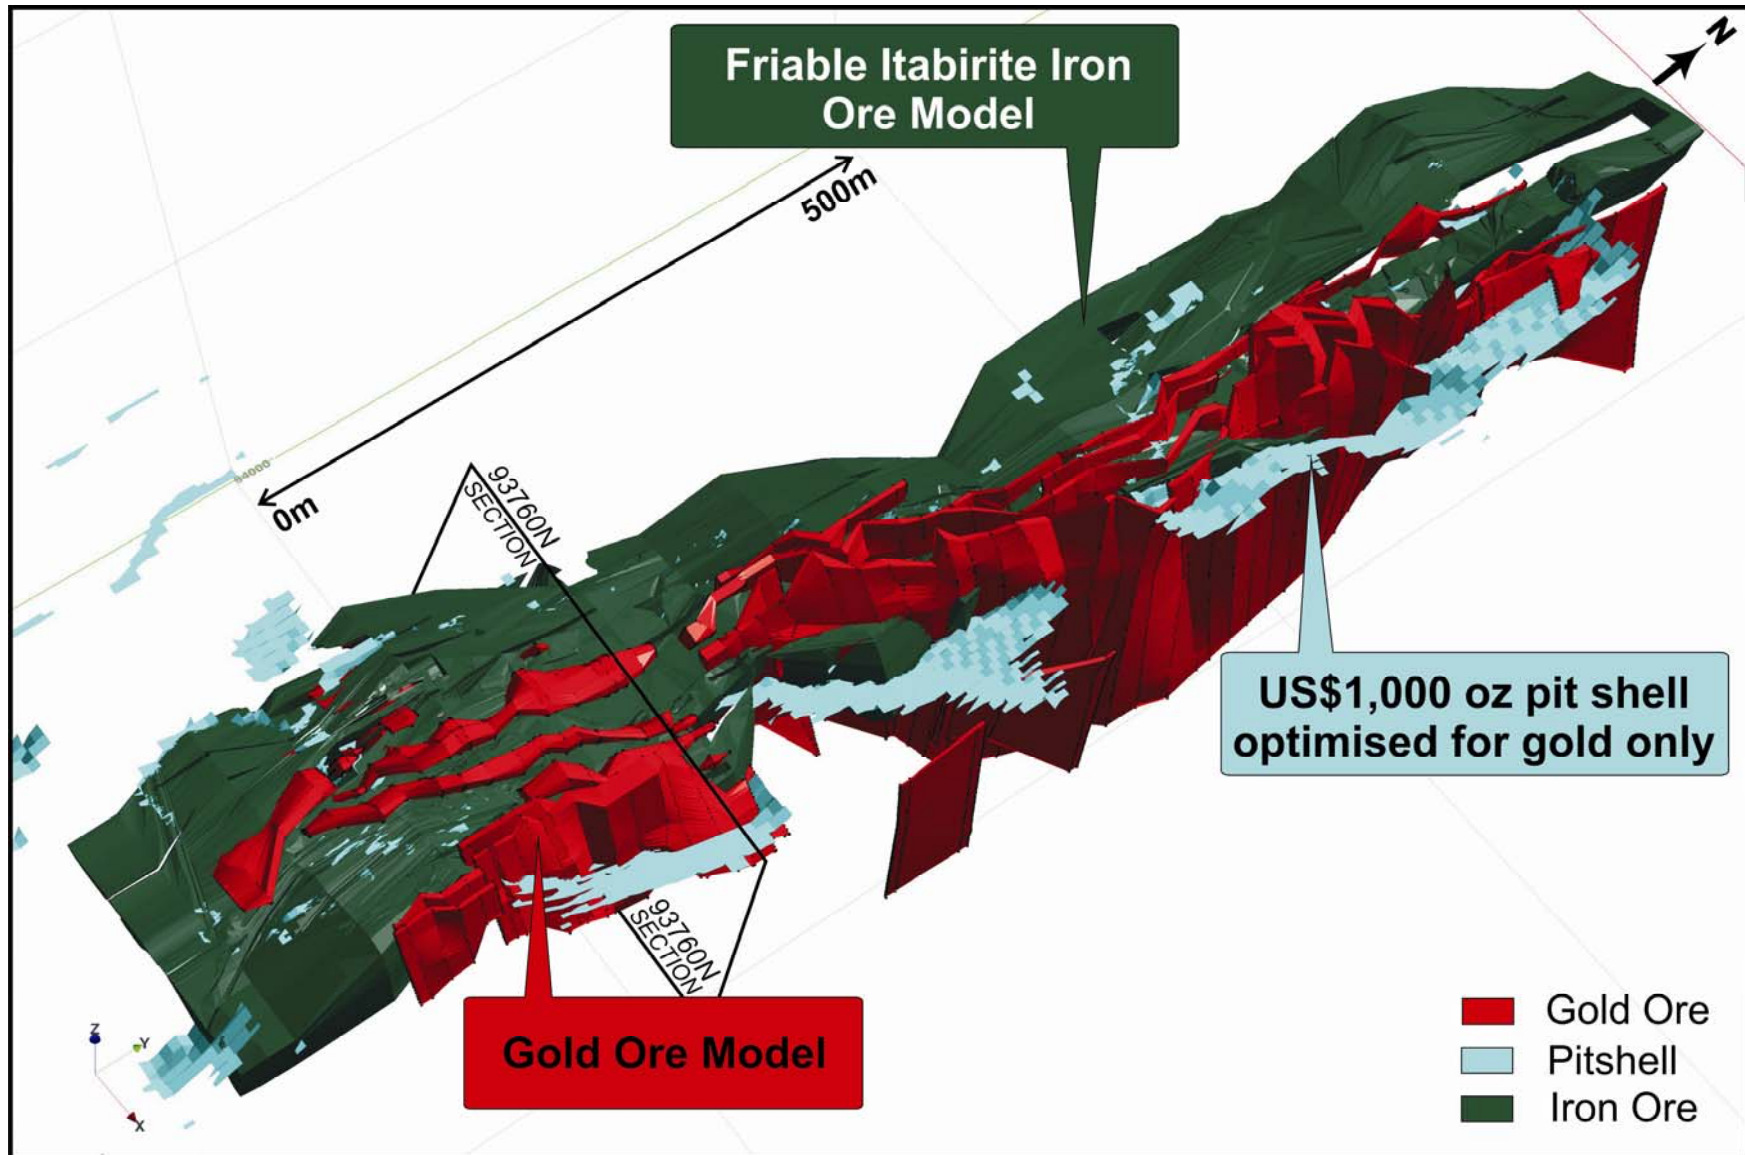 N
Friable Itabirite Iron
Ore Model
500m
0m
94000
93760N
SECTION
US$1,000 oz pit shell
optimised for gold only
93760N
SECTION
Gold Ore Model
Z
Y
X
Gold Ore
Pitshell
Iron Ore